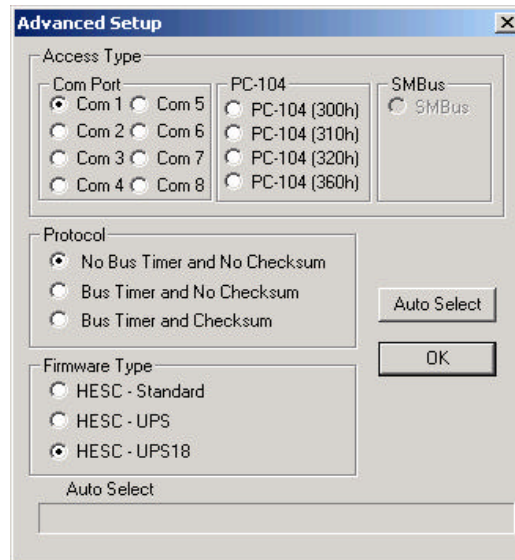 Advanced Setup
Access Type
Com Port
Com 1 Com 5
Com 2 Com 6
Com 3 Com 7
Com 4 Com 8
PC-104
PC-104 (300h)
PC-104 (310h)
PC-104 (320h)
PC-104 (360h)
SMBus
SMBus
Protocol
No Bus Timer and No Checksum
Bus Timer and No Checksum
Bus Timer and Checksum
Auto Select
OK
Firmware Type
HESC - Standard
HESC - UPS
HESC - UPS18
Auto Select